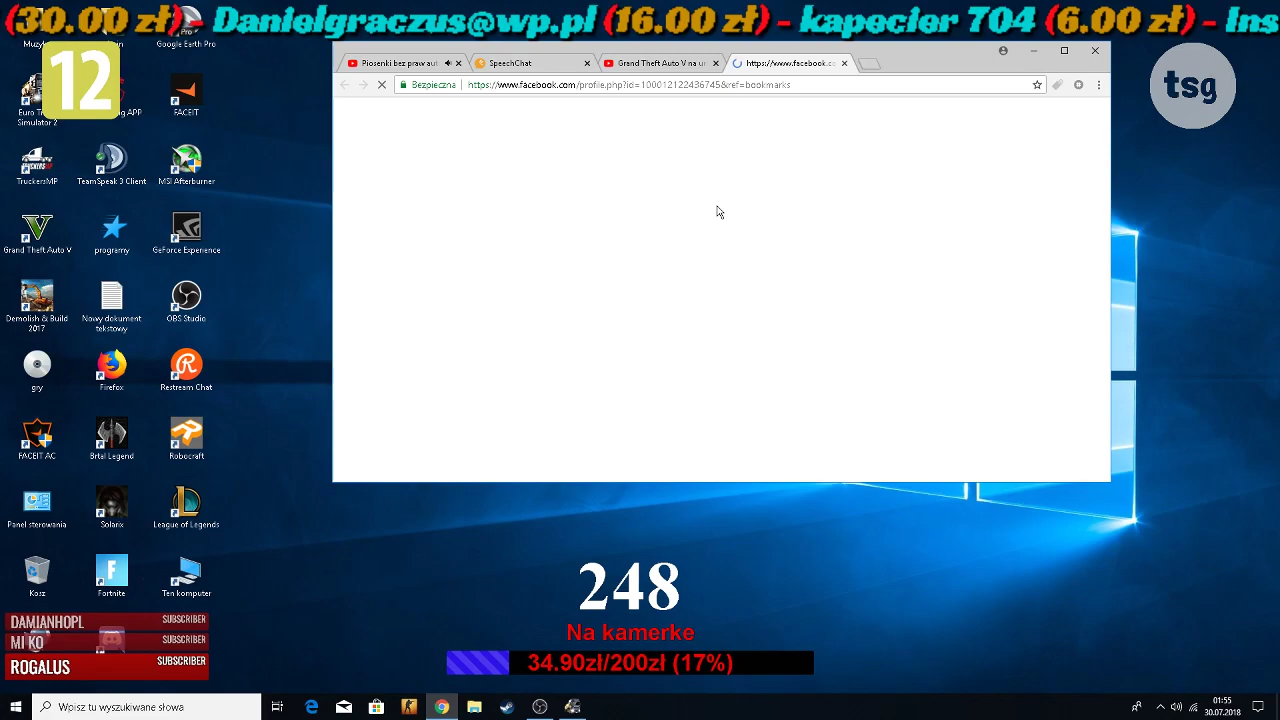 (30.00 zł) - Danielgraczus@wp.pl (16.00 zł) - kapecier 704 (6.00 zł) - Ins
Google Earth Pro
12
tsg
Piosenki bez praw aut
SpeechChat
Grand Theft Auto V na ur
https://www.facebook.co
Bezpieczna
https://www.facebook.com/profile.php?id=100012122436745&ref=bookmarks
Simulator 2
FACEIT
TruckersMP
TeamSpeak 3 Client
MSI Afterburner
Grand Theft Auto V
programy
GeForce Experience
Demolish & Build 2017
Nowy dokument tekstowy
OBS Studio
gry
Firefox
Restream Chat
FACEIT AC
Brtal Legend
Robocraft
Panel sterowania
Solarix
League of Legends
Kosz
Fortnite
Ten komputer
248
Na kamerke
34.90zł/200zł (17%)
DAMIANHOPL SUBSCRIBER
MI KO SUBSCRIBER
ROGALUS SUBSCRIBER
Wpisz tu wyszukiwane słowa
01:55
30.07.2018